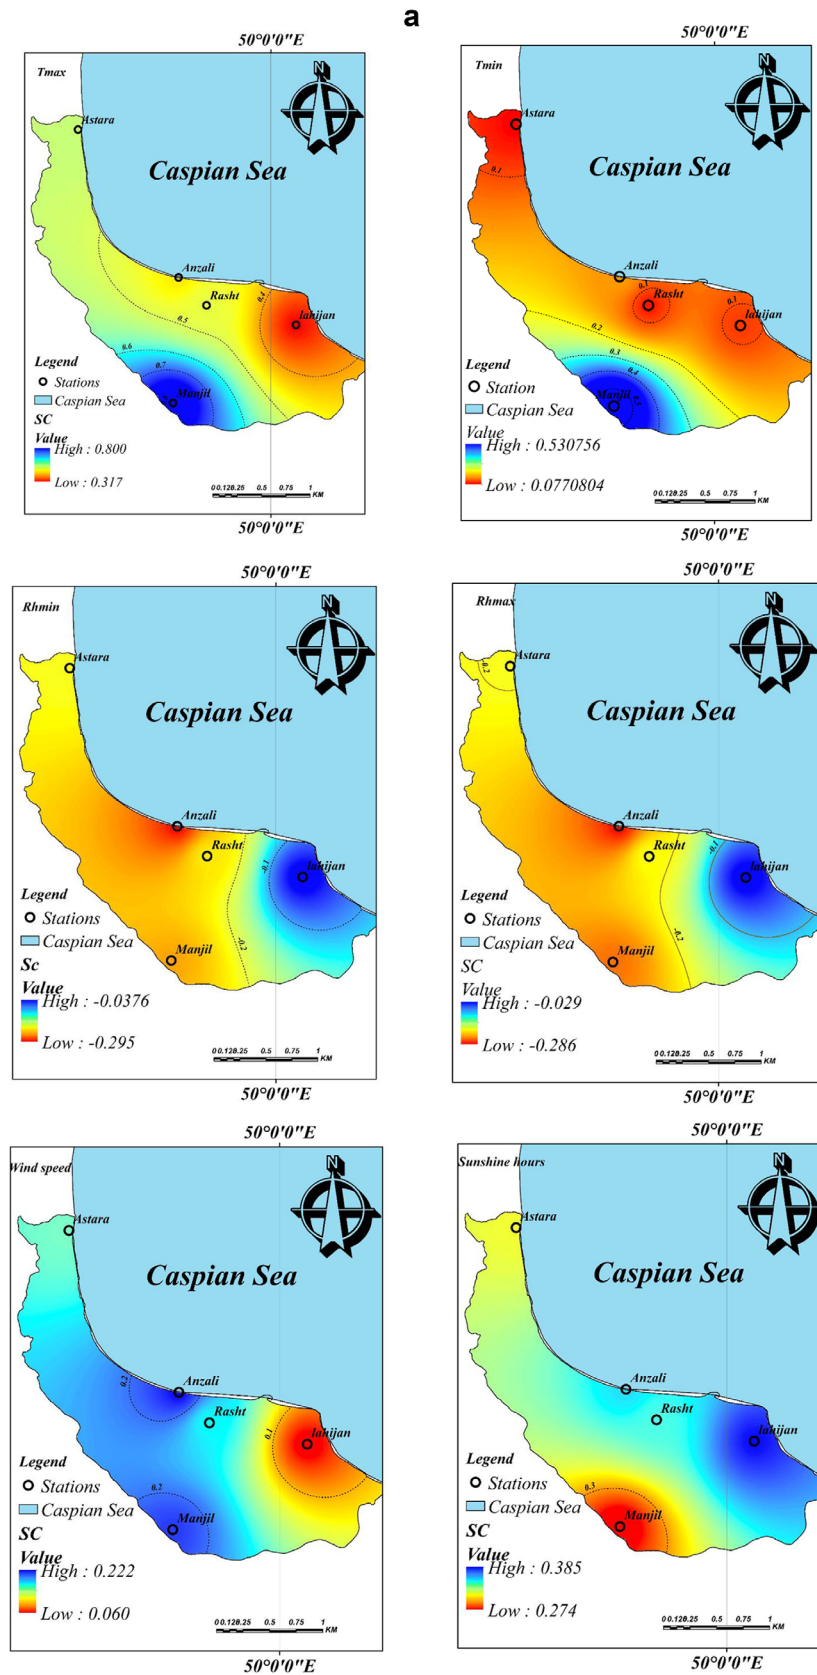 a
50°0'0"E
Tmax
N
Astara
Caspian Sea
Anzali
Rasht
0.4
lahijan
0.5
0.6
0.7
Manjil
Legend
Stations
Caspian Sea
SC
Value
High : 0.800
Low : 0.317
0 0.125 0.25 0.5 0.75 1
KM
50°0'0"E
50°0'0"E
Tmin
N
Astara
0.1
Caspian Sea
Anzali
0.1
Rasht
0.1
lahijan
0.2
0.3
0.4
0.5
Manjil
Legend
Station
Caspian Sea
Value
High : 0.530756
Low : 0.0770804
0 0.125 0.25 0.5 0.75 1
KM
50°0'0"E
50°0'0"E
Rhmin
N
Astara
Caspian Sea
Anzali
Rasht
-0.1
lahijan
-0.2
Manjil
Legend
Stations
Caspian Sea
Sc
Value
High : -0.0376
Low : -0.295
0 0.125 0.25 0.5 0.75 1
KM
50°0'0"E
50°0'0"E
Rhmax
N
Astara
-0.2
Caspian Sea
Anzali
Rasht
-0.1
lahijan
-0.2
Manjil
Legend
Stations
Caspian Sea
SC
Value
High : -0.029
Low : -0.286
0 0.125 0.25 0.5 0.75 1
KM
50°0'0"E
50°0'0"E
Wind speed
N
Astara
Caspian Sea
0.2
Anzali
Rasht
0.1
lahijan
0.2
Manjil
Legend
Stations
Caspian Sea
SC
Value
High : 0.222
Low : 0.060
0 0.125 0.25 0.5 0.75 1
KM
50°0'0"E
50°0'0"E
Sunshine hours
N
Astara
Caspian Sea
Anzali
Rasht
lahijan
0.3
Manjil
Legend
Stations
Caspian Sea
SC
Value
High : 0.385
Low : 0.274
0 0.125 0.25 0.5 0.75 1
KM
50°0'0"E